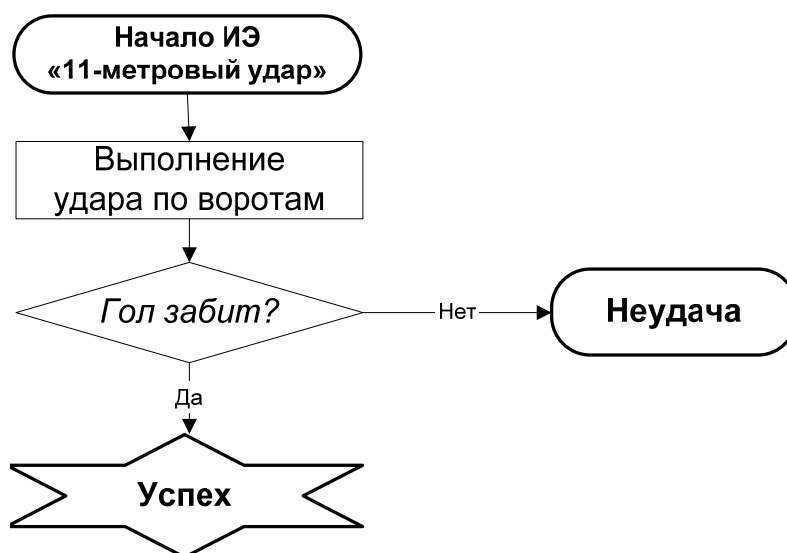 Начало ИЭ
«11-метровый удар»
Выполнение
удара по воротам
Гол забит?
Нет
Неудача
Да
Успех